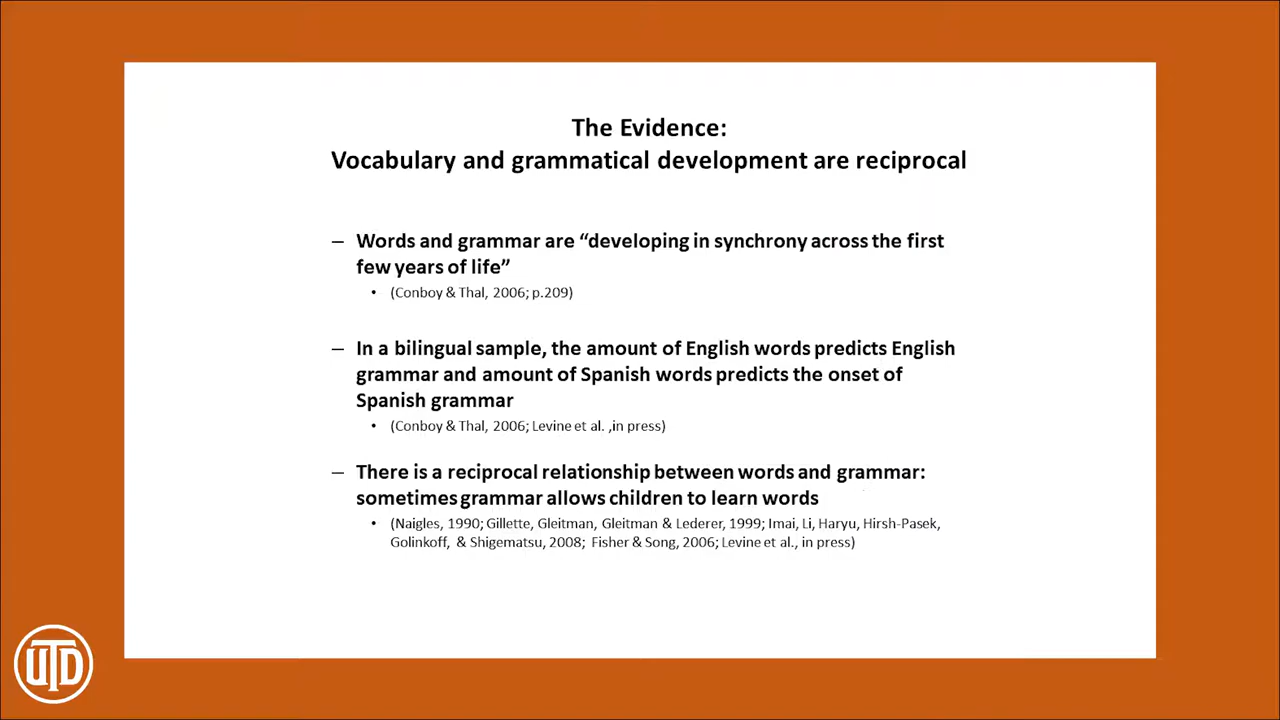 The Evidence:
Vocabulary and grammatical development are reciprocal
– Words and grammar are “developing in synchrony across the first
few years of life”
• (Conboy & Thal, 2006; p.209)
– In a bilingual sample, the amount of English words predicts English
grammar and amount of Spanish words predicts the onset of
Spanish grammar
• (Conboy & Thal, 2006; Levine et al. ,in press)
– There is a reciprocal relationship between words and grammar:
sometimes grammar allows children to learn words
• (Naigles, 1990; Gillette, Gleitman, Gleitman & Lederer, 1999; Imai, Li, Haryu, Hirsh-Pasek,
Golinkoff, & Shigematsu, 2008; Fisher & Song, 2006; Levine et al., in press)
UTD